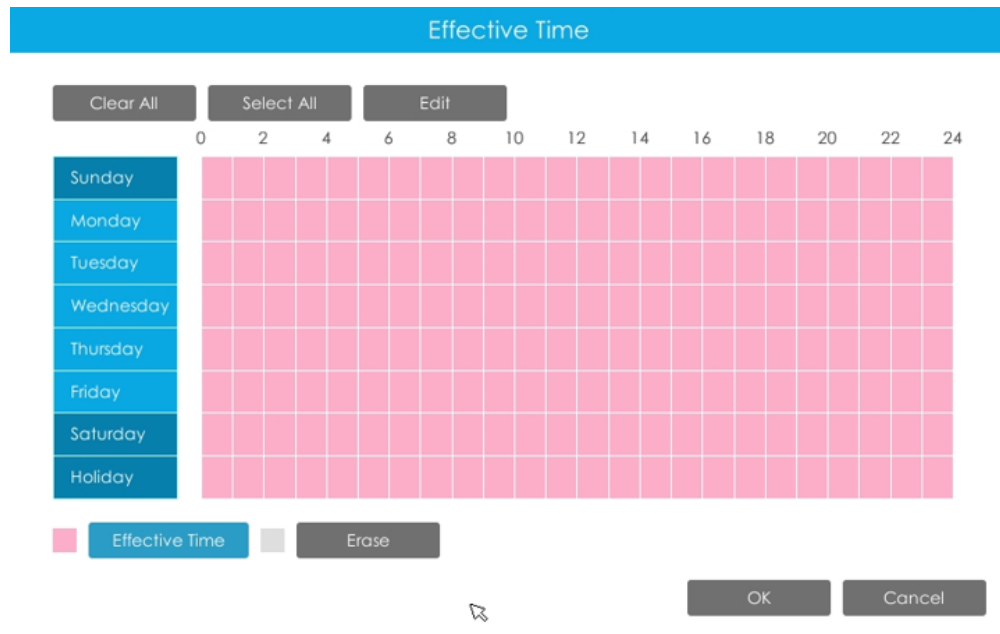 Effective Time
Clear All Select All Edit
0 2 4 6 8 10 12 14 16 18 20 22 24
Sunday
Monday
Tuesday
Wednesday
Thursday
Friday
Saturday
Holiday
Effective Time Erase
OK Cancel